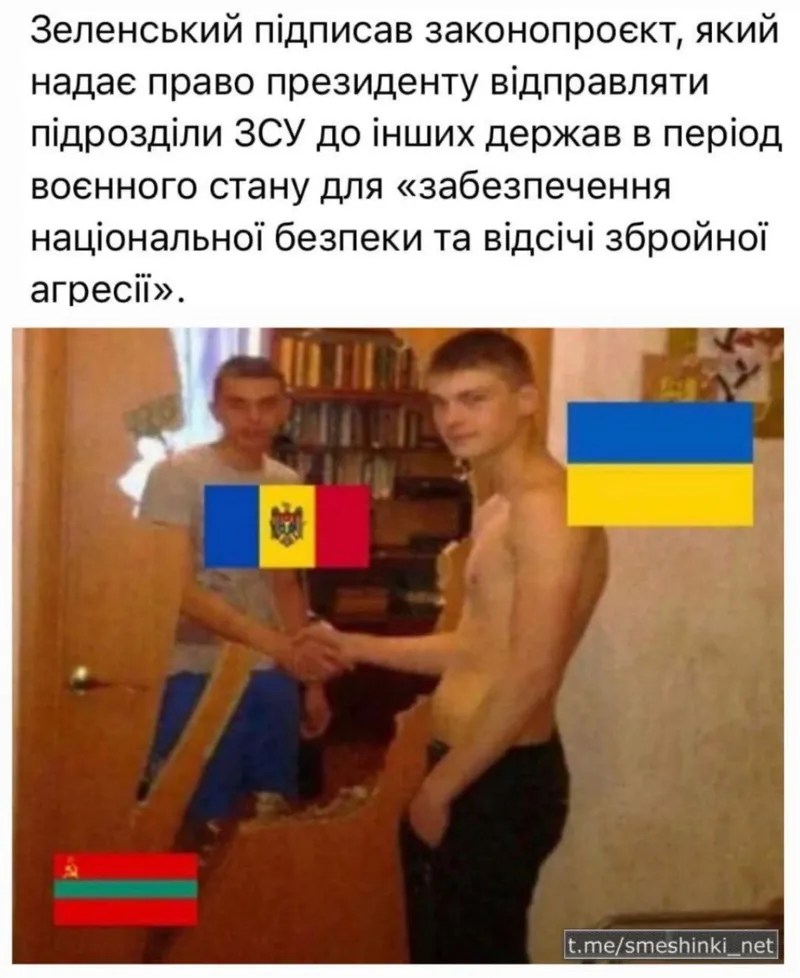 Зеленський підписав законопроєкт, який
надає право президенту відправляти
підрозділи ЗСУ до інших держав в період
воєнного стану для «забезпечення
національної безпеки та відсічі збройної
агресії».
t.me/smeshinki_net